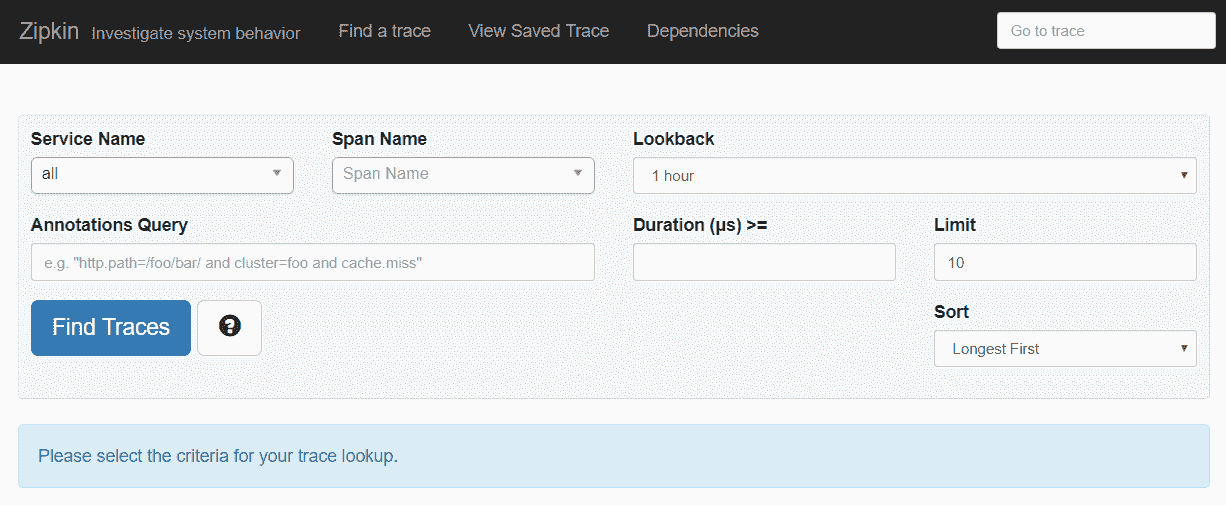 Zipkin Investigate system behavior Find a trace View Saved Trace Dependencies Go to trace
Service Name Span Name Lookback
all Span Name 1 hour
Annotations Query Duration (μs) >= Limit
e.g. "http.path=/foo/bar/ and cluster=foo and cache.miss" 10
Find Traces ?
Sort
Longest First
Please select the criteria for your trace lookup.